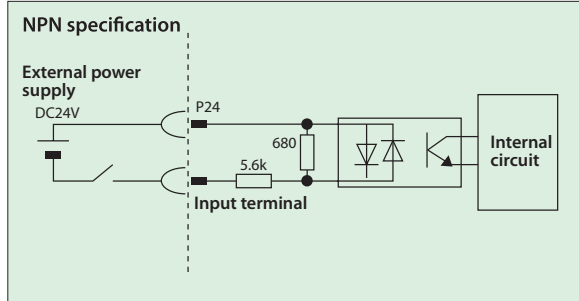 NPN specification
External power
supply
DC24V
P24
680
5.6k
Input terminal
Internal
circuit